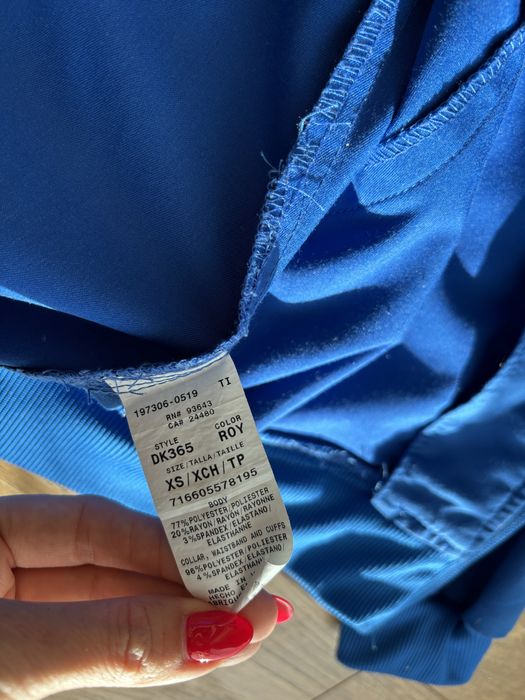 197306-0519 TI
RN# 93643
CA# 24480
STYLE COLOR
DK365 ROY
SIZE/TALLA/TAILLE
XS/XCH/TP
716605578195
BODY
77%POLYESTER/POLIESTER
20%RAYON/RAYON/RAYONNE
3%SPANDEX/ELASTANO/
ELASTHANNE
COLLAR, WAISTBAND AND CUFFS
96%POLYESTER/POLIESTER
4%SPANDEX/ELASTANO/
ELASTHAN
MADE IN
HECHO E
ABRIQU